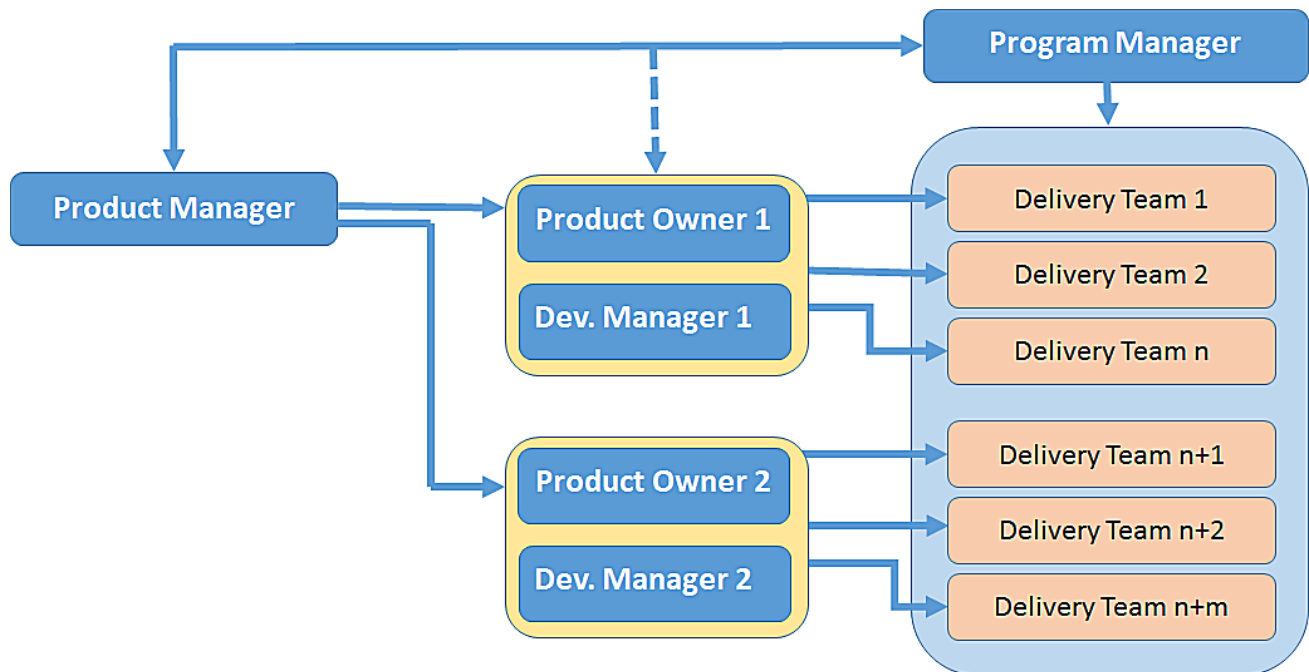 Program Manager
Product Manager
Product Owner 1
Dev. Manager 1
Product Owner 2
Dev. Manager 2
Delivery Team 1
Delivery Team 2
Delivery Team n
Delivery Team n+1
Delivery Team n+2
Delivery Team n+m